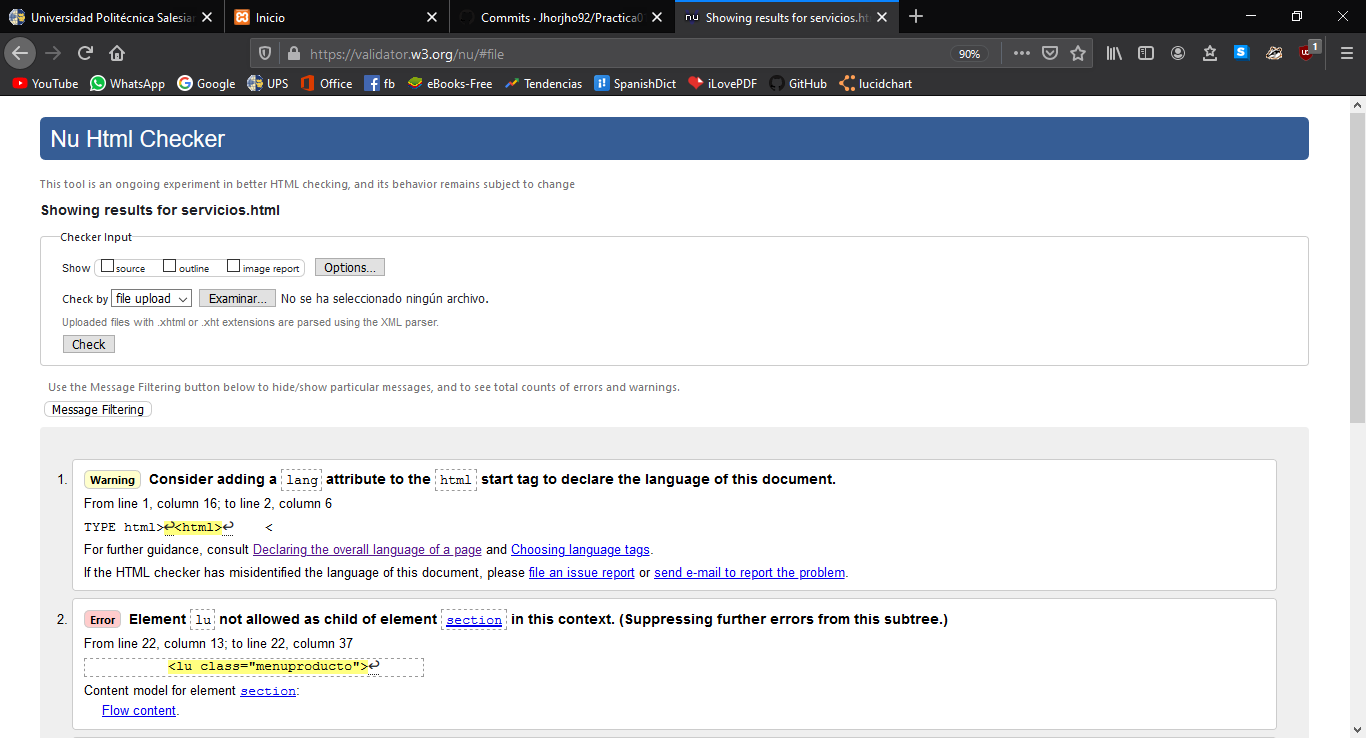 Universidad Politécnica Salesia
Inicio
Commits · Jhorjho92/Practica0
Showing results for servicios.ht
https://validator.w3.org/nu/#file
90%
1
YouTube
WhatsApp
Google
UPS
Office
fb
eBooks-Free
Tendencias
SpanishDict
iLovePDF
GitHub
lucidchart
Nu Html Checker
This tool is an ongoing experiment in better HTML checking, and its behavior remains subject to change
Showing results for servicios.html
Checker Input
Show source outline image report Options...
Check by file upload Examinar... No se ha seleccionado ningún archivo.
Uploaded files with .xhtml or .xht extensions are parsed using the XML parser.
Check
Use the Message Filtering button below to hide/show particular messages, and to see total counts of errors and warnings.
Message Filtering
1. Warning Consider adding a lang attribute to the html start tag to declare the language of this document.
From line 1, column 16; to line 2, column 6
TYPE html>↩<html>↩    <
For further guidance, consult Declaring the overall language of a page and Choosing language tags.
If the HTML checker has misidentified the language of this document, please file an issue report or send e-mail to report the problem.
2. Error Element lu not allowed as child of element section in this context. (Suppressing further errors from this subtree.)
From line 22, column 13; to line 22, column 37
<lu class="menuproducto">↩
Content model for element section:
Flow content.